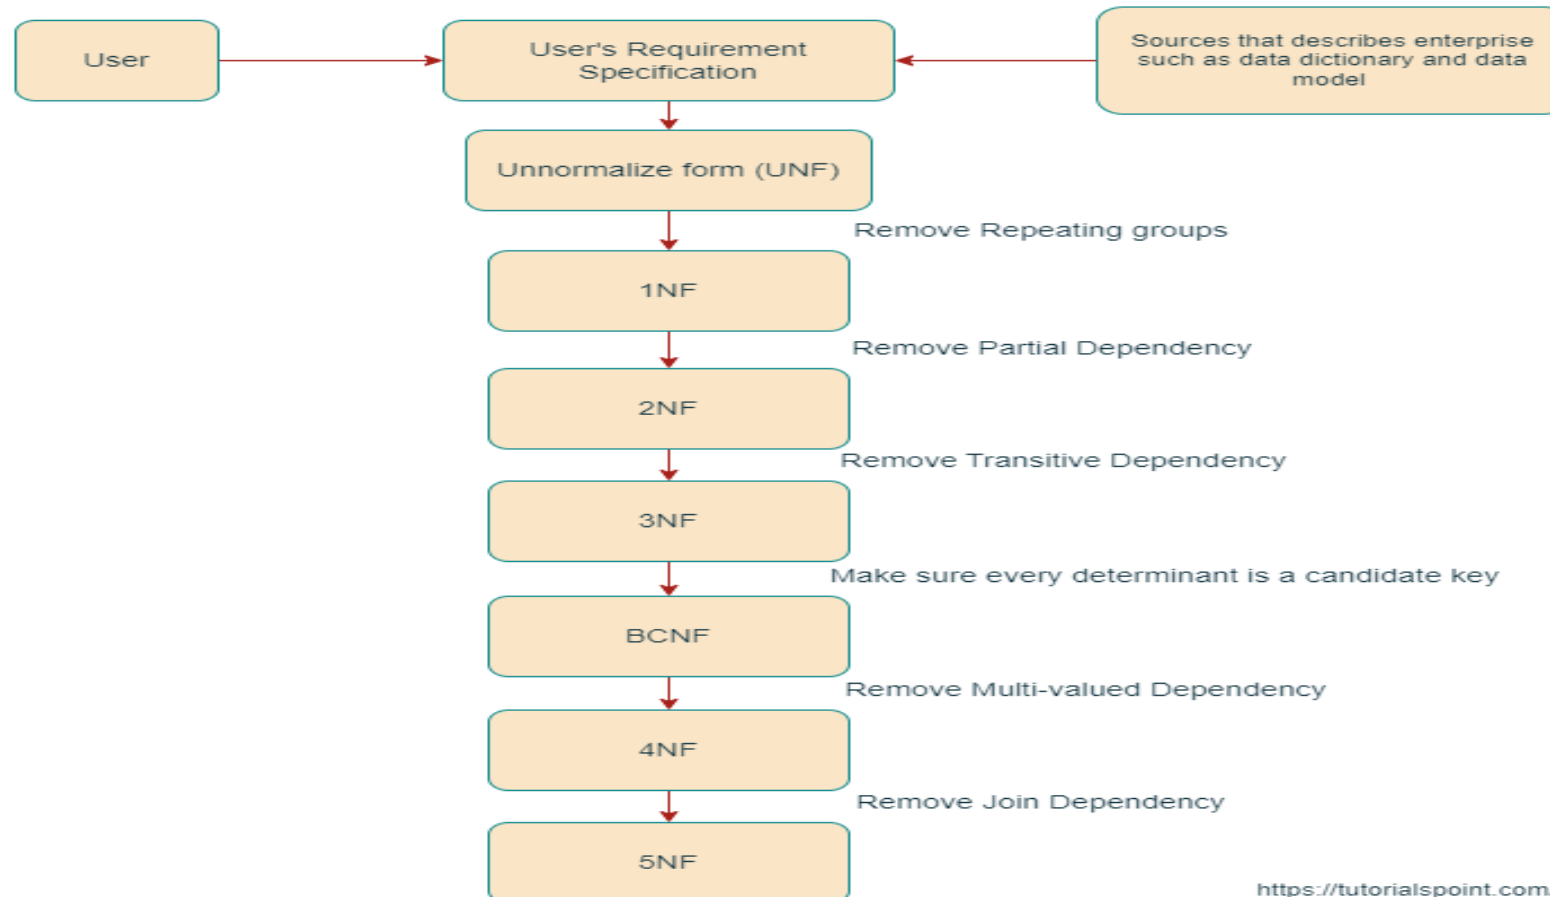 User
User's Requirement
Specification
Sources that describes enterprise
such as data dictionary and data
model
Unnormalize form (UNF)
Remove Repeating groups
1NF
Remove Partial Dependency
2NF
Remove Transitive Dependency
3NF
Make sure every determinant is a candidate key
BCNF
Remove Multi-valued Dependency
4NF
Remove Join Dependency
5NF
https://tutorialspoint.com